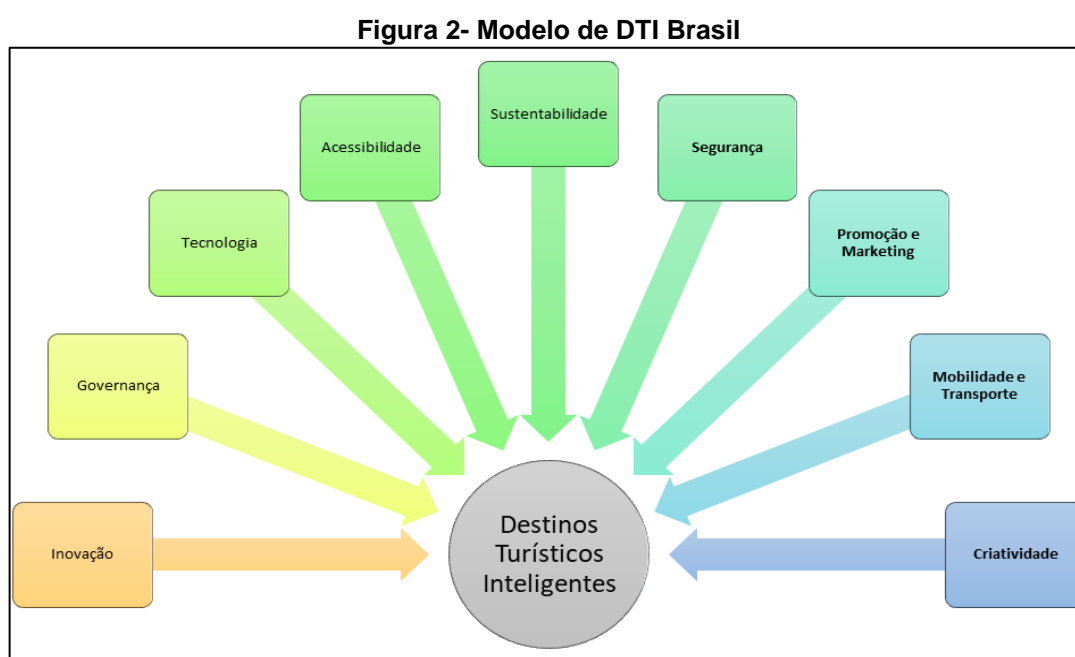 Figura 2- Modelo de DTI Brasil
Sustentabilidade
Acessibilidade
Segurança
Tecnologia
Promoção e
Marketing
Governança
Mobilidade e
Transporte
Inovação
Destinos
Turísticos
Inteligentes
Criatividade